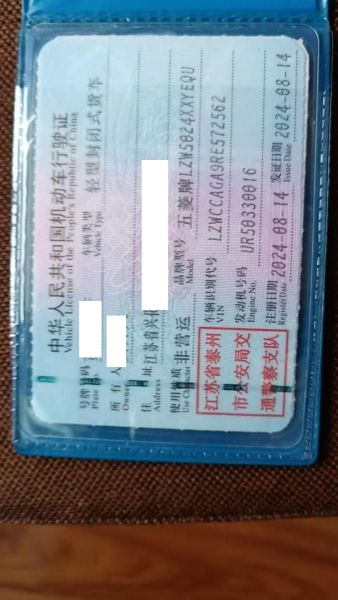 中华人民共和国机动车行驶证
Vehicle License of the People's Republic of China
号牌号码
Plate No.
车辆类型
Vehicle Type
轻型封闭式货车
所有人
Owner
住址
Address
江苏省兴化
使用性质
Use Character
非营运
品牌型号
Model
五菱牌LZW5024XXYEQU
江苏省泰州
市公安局交
通警察支队
车辆识别代号
VIN
LZWCCAGA9RE572562
发动机号码
Engine No.
UR50330016
注册日期
Register Date
2024-08-14
发证日期
Issue Date
2024-08-14